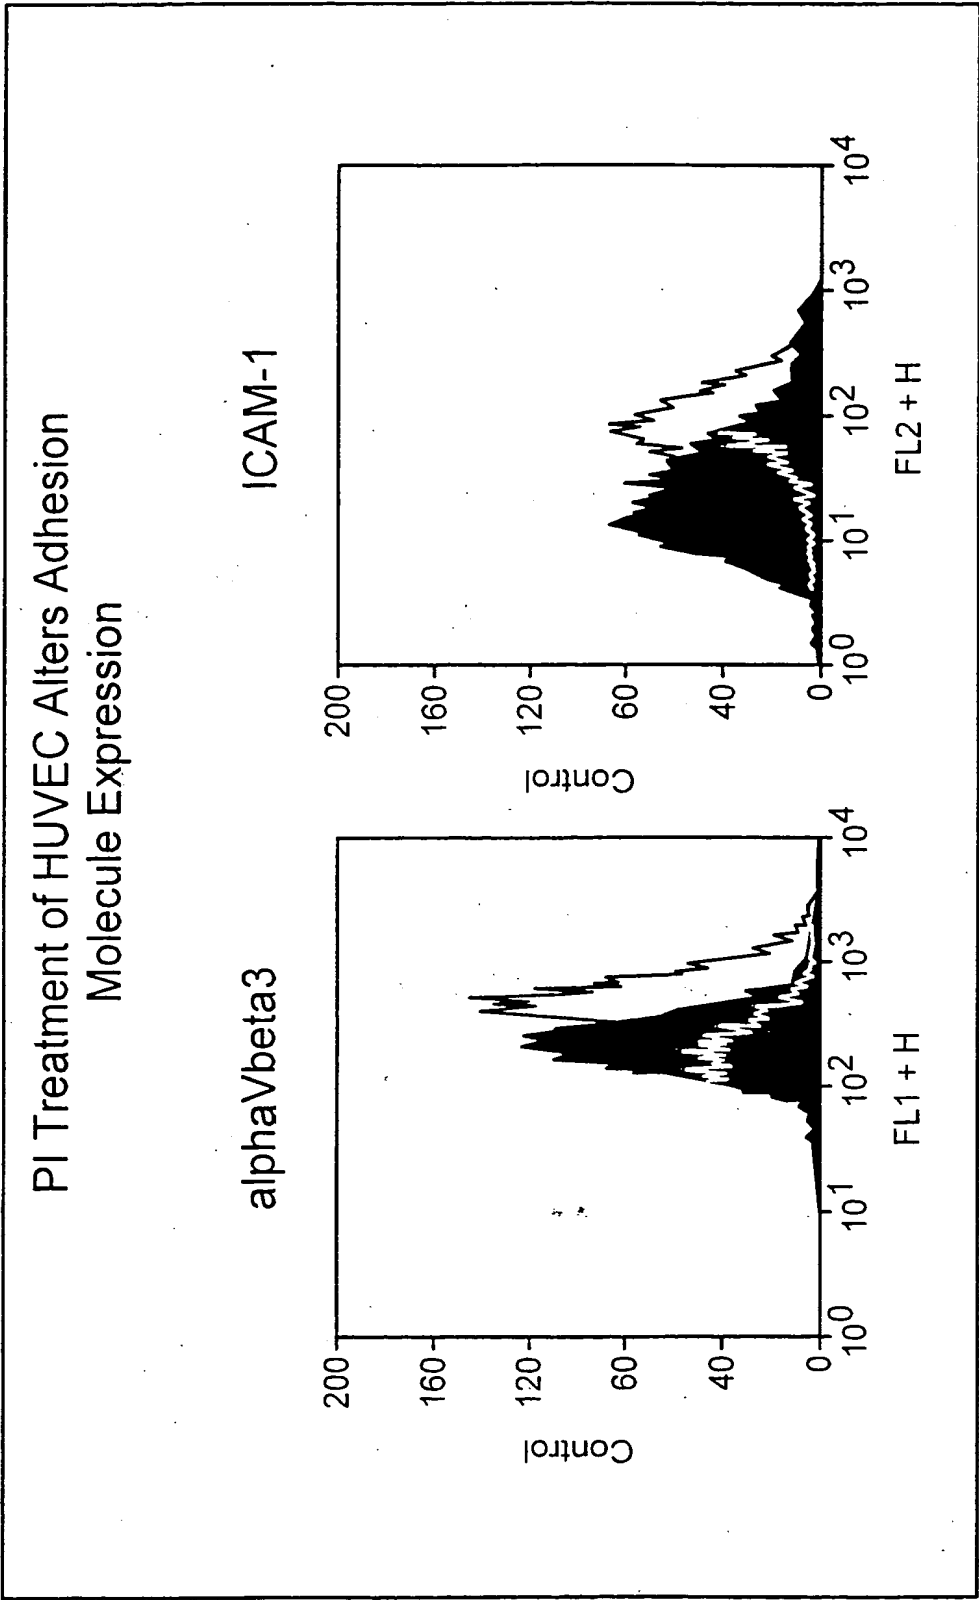 PI Treatment of HUVEC Alters Adhesion
Molecule Expression
alphaVbeta3
Control
200
160
120
60
40
0
10^0
10^1
10^2
10^3
10^4
FL1 + H
ICAM-1
Control
200
160
120
60
40
0
10^0
10^1
10^2
10^3
10^4
FL2 + H